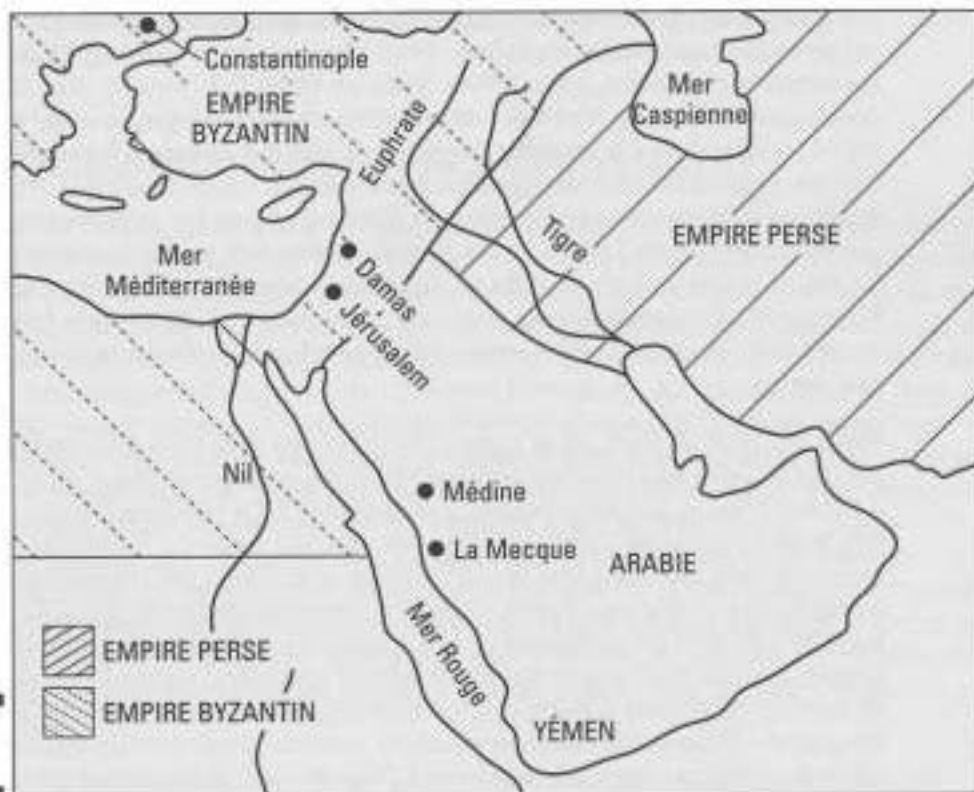 Constantinople
EMPIRE
BYZANTIN
Euphrate
Mer
Caspienne
Tigre
EMPIRE PERSE
Mer
Méditerranée
Damas
Jérusalem
Nil
Médine
La Mecque
ARABIE
Mer Rouge
YÉMEN
EMPIRE PERSE
EMPIRE BYZANTIN